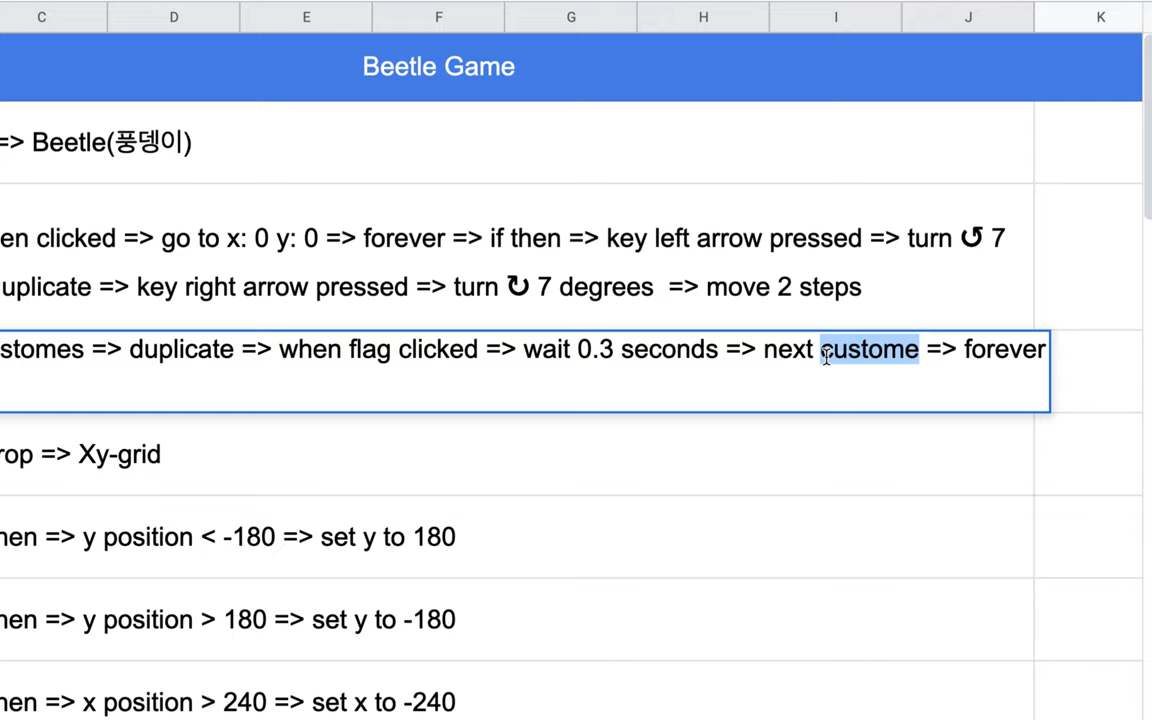 C D E F G H I J K
Beetle Game
=> Beetle(풍뎅이)
en clicked => go to x: 0 y: 0 => forever => if then => key left arrow pressed => turn ↺ 7
uplicate => key right arrow pressed => turn ↻ 7 degrees  => move 2 steps
stomes => duplicate => when flag clicked => wait 0.3 seconds => next custome => forever
rop => Xy-grid
hen => y position < -180 => set y to 180
hen => y position > 180 => set y to -180
hen => x position > 240 => set x to -240